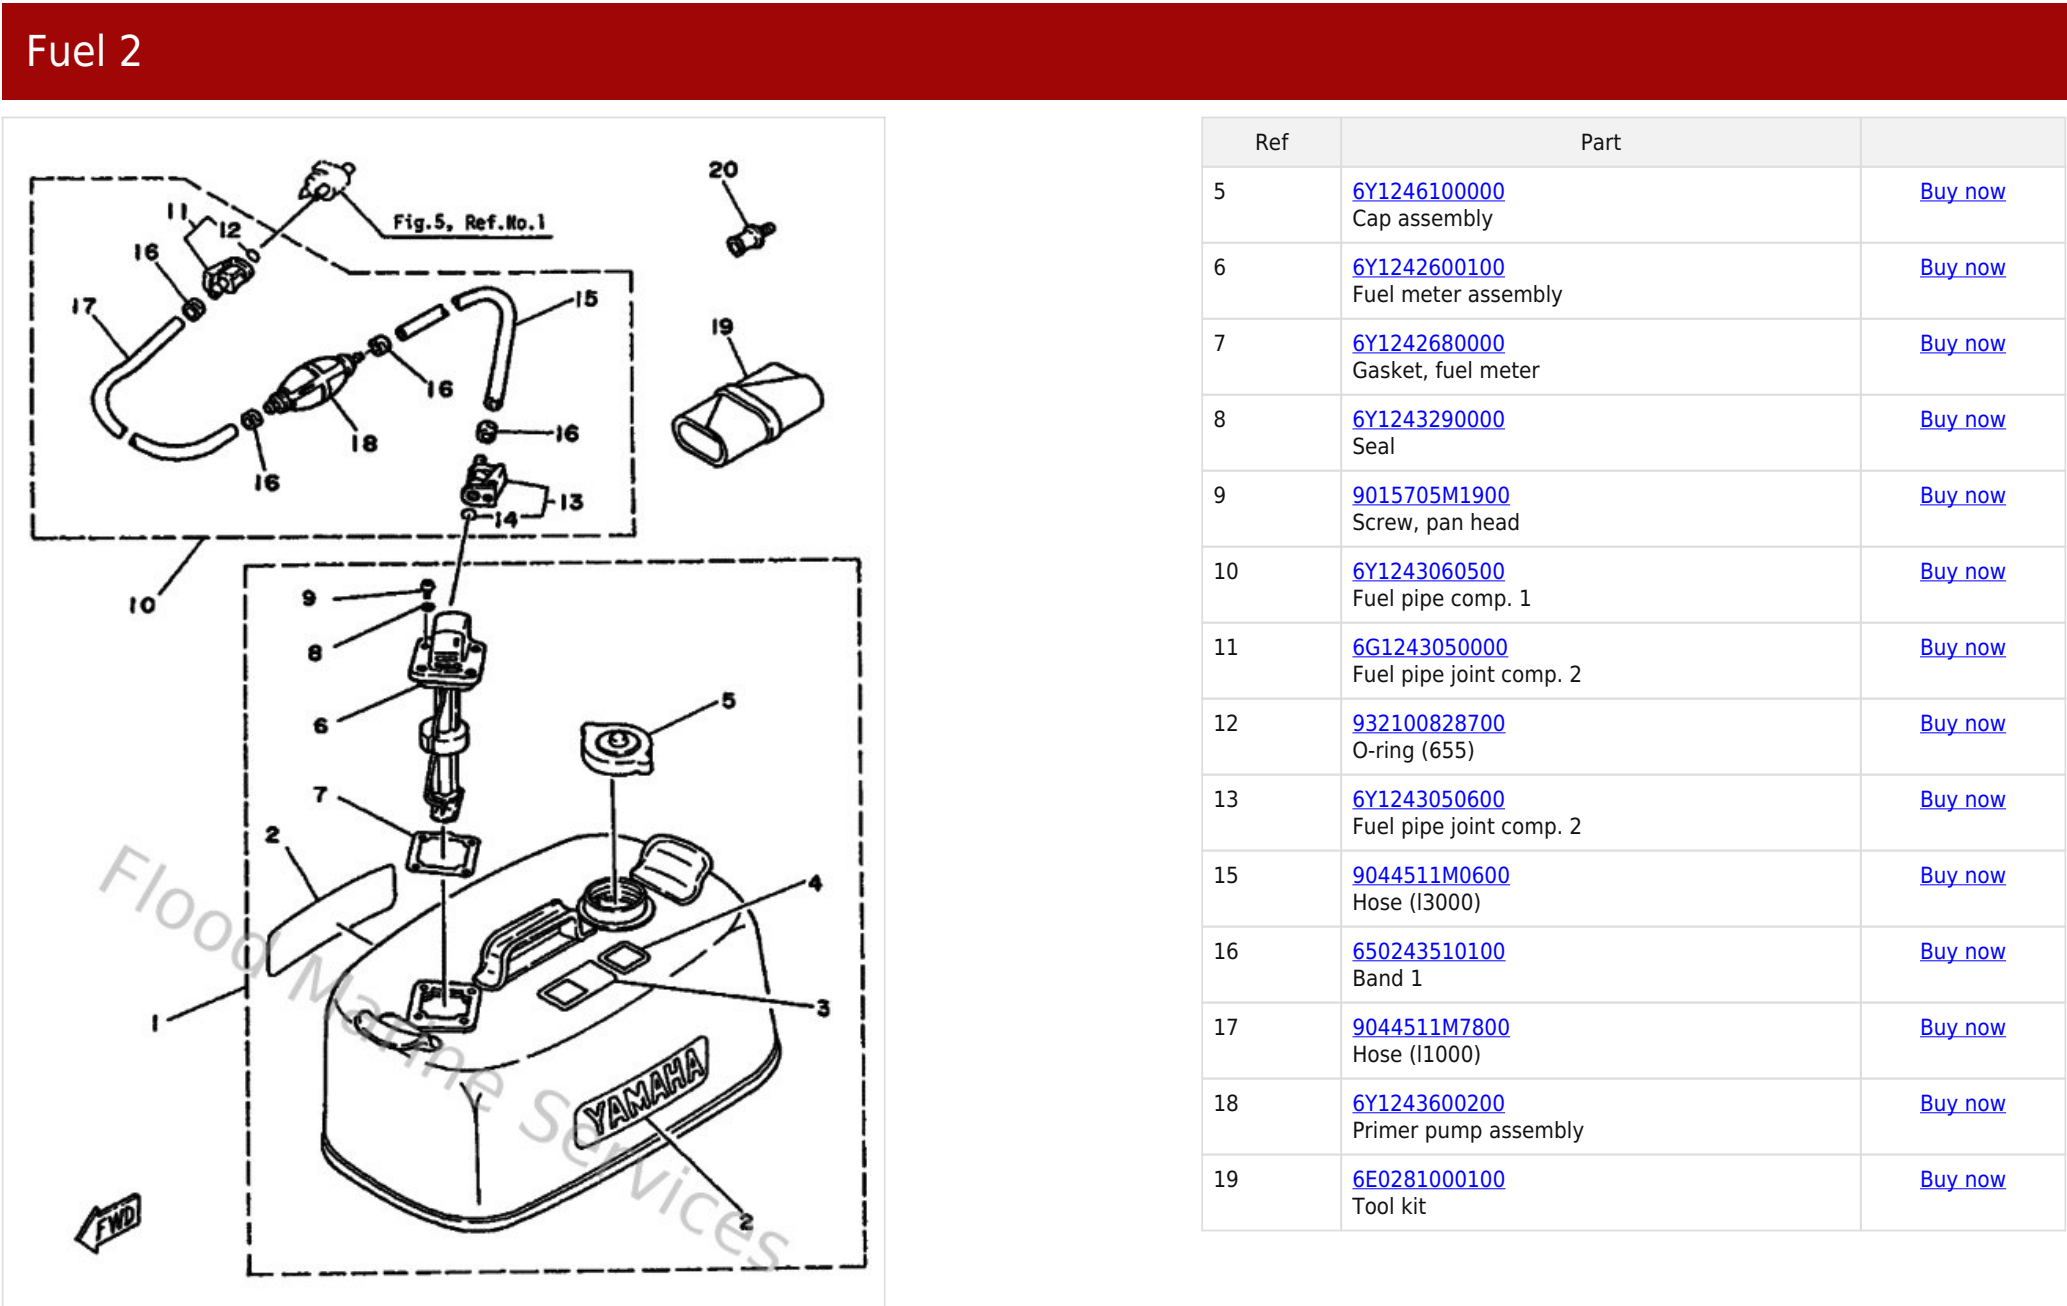 Fuel 2
20
11
12
Fig.5, Ref.No.1
16
17
15
19
16
18
16
16
13
14
10
9
8
6
5
7
2
4
1
3
YAMAHA
2
FWD
Flood Marine Services
Ref Part
5 6Y1246100000 Buy now
Cap assembly
6 6Y1242600100 Buy now
Fuel meter assembly
7 6Y1242680000 Buy now
Gasket, fuel meter
8 6Y1243290000 Buy now
Seal
9 9015705M1900 Buy now
Screw, pan head
10 6Y1243060500 Buy now
Fuel pipe comp. 1
11 6G1243050000 Buy now
Fuel pipe joint comp. 2
12 932100828700 Buy now
O-ring (655)
13 6Y1243050600 Buy now
Fuel pipe joint comp. 2
15 9044511M0600 Buy now
Hose (l3000)
16 650243510100 Buy now
Band 1
17 9044511M7800 Buy now
Hose (l1000)
18 6Y1243600200 Buy now
Primer pump assembly
19 6E0281000100 Buy now
Tool kit